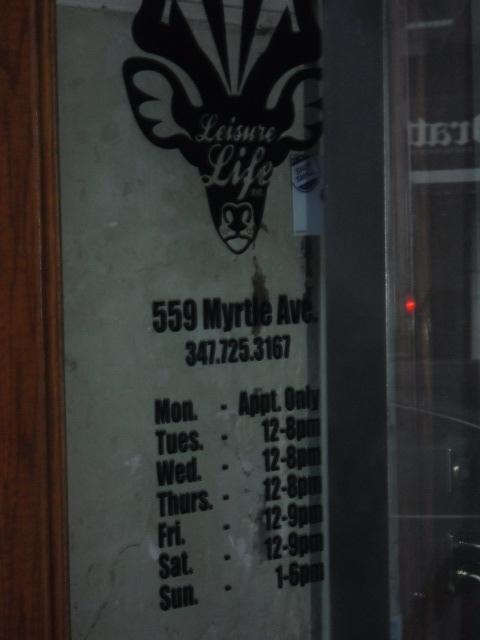 Leisure
Life
559 Myrtle Ave.
347.725.3167
Mon. - Appt. Only
Tues. - 12-8pm
Wed. - 12-8pm
Thurs. - 12-8pm
Fri. - 12-9pm
Sat. - 12-9pm
Sun. - 1-6pm